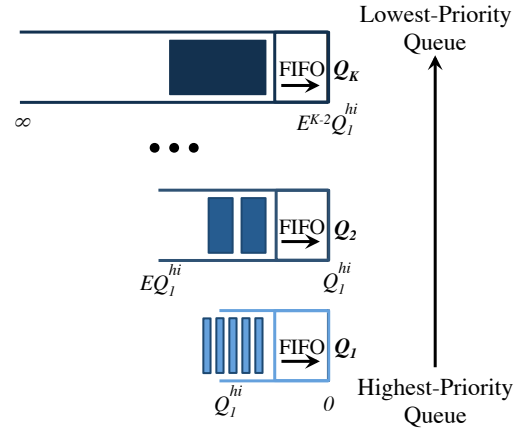 Lowest-Priority
Queue
FIFO Q_K
∞ E^{K-2}Q_1^{hi}
FIFO Q_2
EQ_1^{hi} Q_1^{hi}
FIFO Q_1
Q_1^{hi} 0
Highest-Priority
Queue